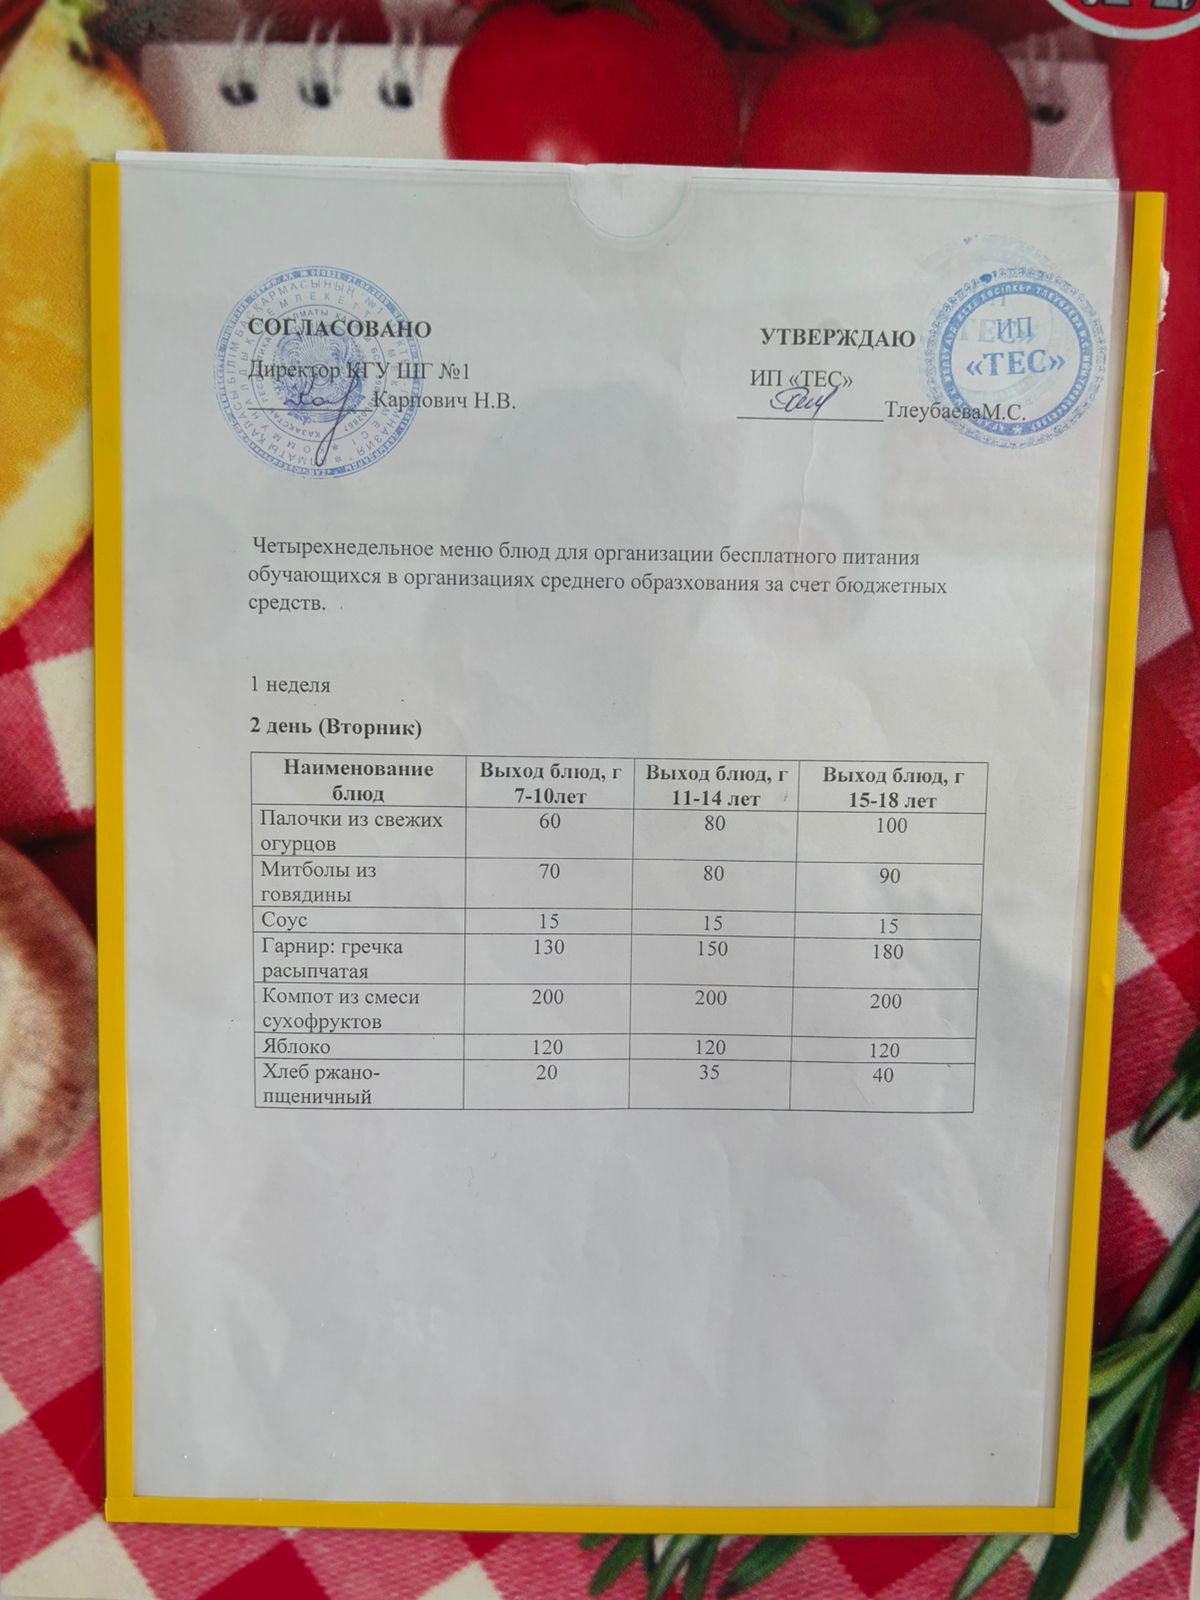 СОГЛАСОВАНО
Директор КГУ ШГ №1
Карпович Н.В.
УТВЕРЖДАЮ
ИП «ТЕС»
ТлеубаеваМ.С.
ИП
«ТЕС»
Четырехнедельное меню блюд для организации бесплатного питания
обучающихся в организациях среднего образхования за счет бюджетных
средств.
1 неделя
2 день (Вторник)
Наименование блюд Выход блюд, г 7-10лет Выход блюд, г 11-14 лет Выход блюд, г 15-18 лет
Палочки из свежих огурцов 60 80 100
Митболы из говядины 70 80 90
Соус 15 15 15
Гарнир: гречка расыпчатая 130 150 180
Компот из смеси сухофруктов 200 200 200
Яблоко 120 120 120
Хлеб ржано-пщеничный 20 35 40